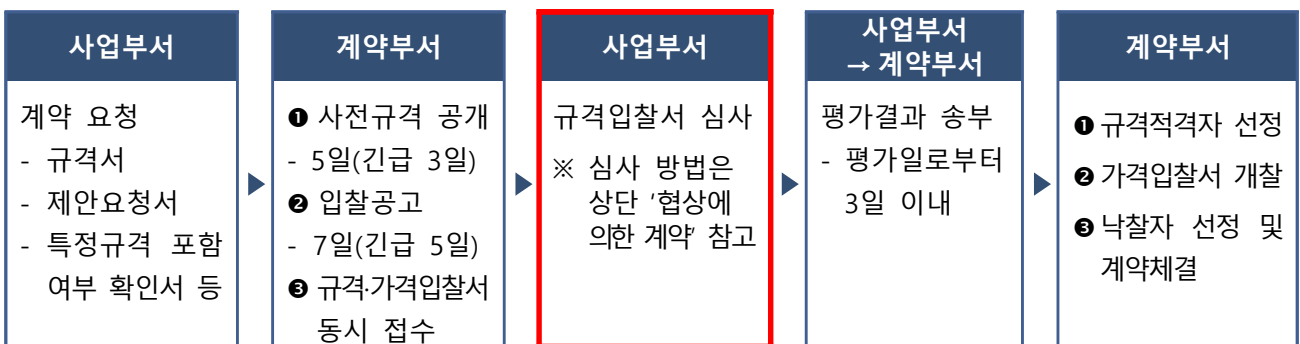 사업부서
계약 요청
- 규격서
- 제안요청서
- 특정규격 포함
여부 확인서 등
계약부서
❶ 사전규격 공개
- 5일(긴급 3일)
❷ 입찰공고
- 7일(긴급 5일)
❸ 규격·가격입찰서
동시 접수
사업부서
규격입찰서 심사
※ 심사 방법은
상단 '협상에
의한 계약' 참고
사업부서
→ 계약부서
평가결과 송부
- 평가일로부터
3일 이내
계약부서
❶ 규격적격자 선정
❷ 가격입찰서 개찰
❸ 낙찰자 선정 및
계약체결